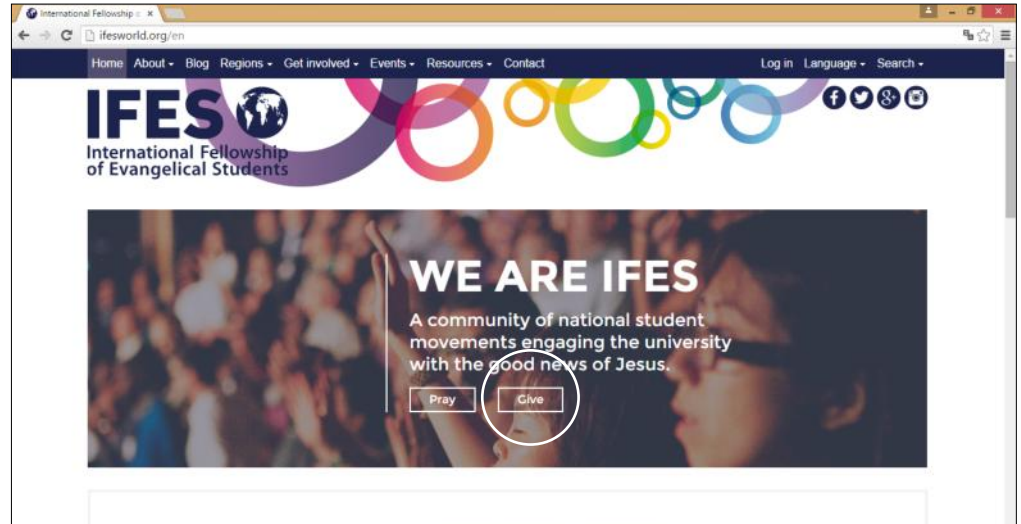 International Fellowship o
ifesworld.org/en
Home About Blog Regions Get involved Events Resources Contact Log in Language Search
IFES
International Fellowship
of Evangelical Students
WE ARE IFES
A community of national student
movements engaging the university
with the good news of Jesus.
Pray Give